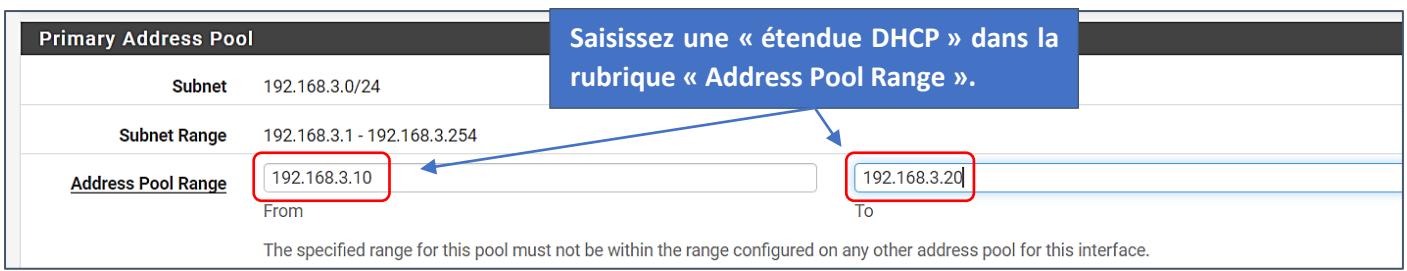 Primary Address Pool
Saisissez une « étendue DHCP » dans la
rubrique « Address Pool Range ».
Subnet 192.168.3.0/24
Subnet Range 192.168.3.1 - 192.168.3.254
Address Pool Range 192.168.3.10 192.168.3.20
From To
The specified range for this pool must not be within the range configured on any other address pool for this interface.